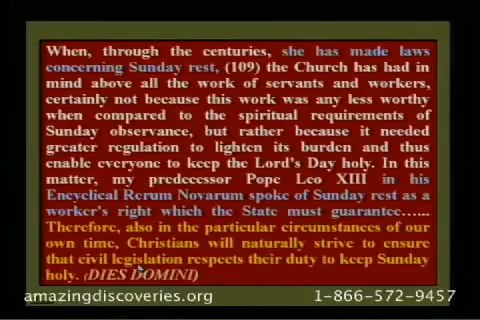 When, through the centuries, she has made laws
concerning Sunday rest, (109) the Church has had in
mind above all the work of servants and workers,
certainly not because this work was any less worthy
when compared to the spiritual requirements of
Sunday observance, but rather because it needed
greater regulation to lighten its burden and thus
enable everyone to keep the Lord's Day holy. In this
matter, my predecessor Pope Leo XIII in his
Encyclical Rerum Novarum spoke of Sunday rest as a
worker's right which the State must guarantee......
Therefore, also in the particular circumstances of our
own time, Christians will naturally strive to ensure
that civil legislation respects their duty to keep Sunday
holy. (DIES DOMINI)
amazingdiscoveries.org 1-866-572-9457